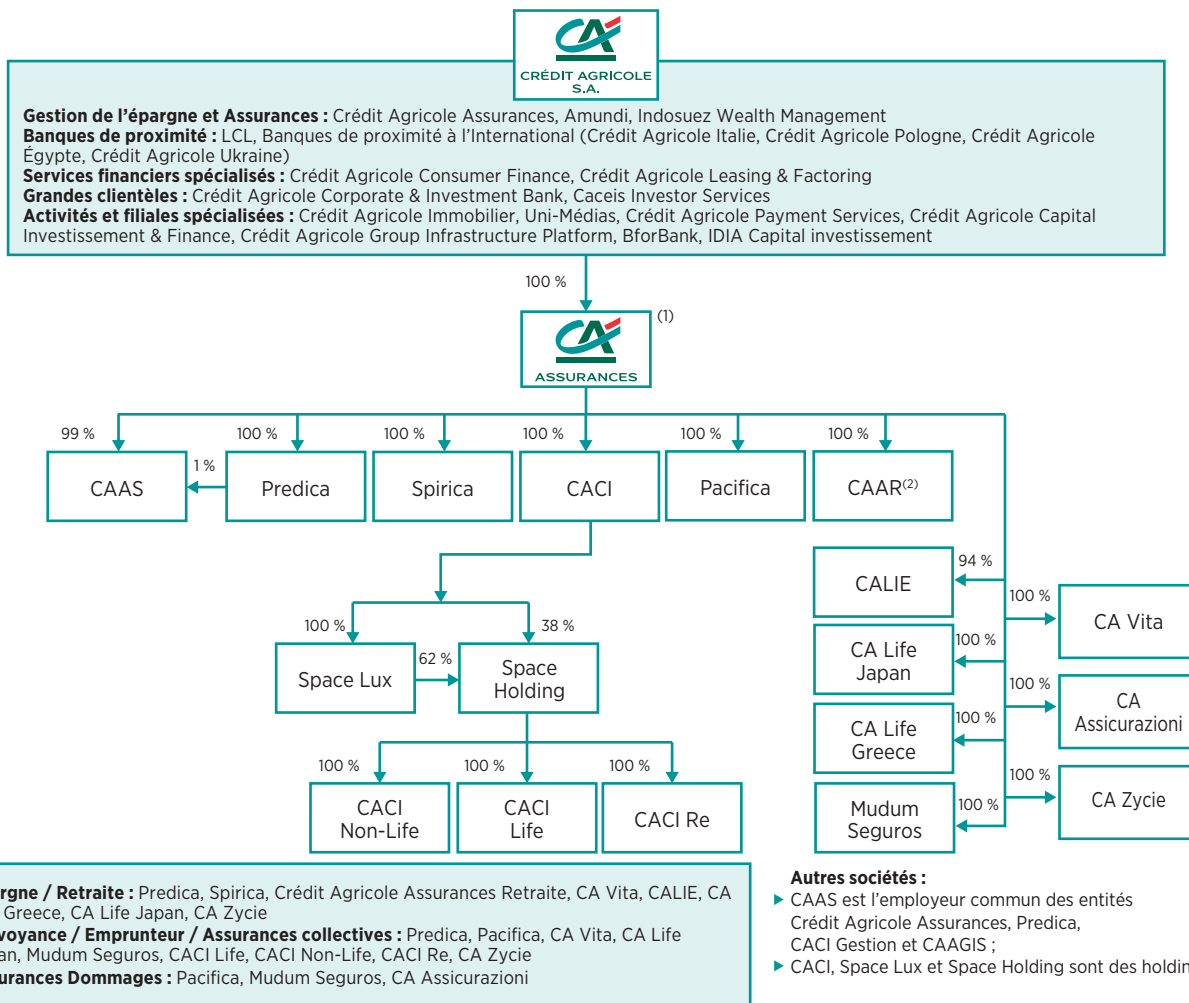 CRÉDIT AGRICOLE
S.A.
Gestion de l'épargne et Assurances : Crédit Agricole Assurances, Amundi, Indosuez Wealth Management
Banques de proximité : LCL, Banques de proximité à l'International (Crédit Agricole Italie, Crédit Agricole Pologne, Crédit Agricole
Égypte, Crédit Agricole Ukraine)
Services financiers spécialisés : Crédit Agricole Consumer Finance, Crédit Agricole Leasing & Factoring
Grandes clientèles : Crédit Agricole Corporate & Investment Bank, Caceis Investor Services
Activités et filiales spécialisées : Crédit Agricole Immobilier, Uni-Médias, Crédit Agricole Payment Services, Crédit Agricole Capital
Investissement & Finance, Crédit Agricole Group Infrastructure Platform, BforBank, IDIA Capital investissement
100 %
ASSURANCES
(1)
99 %
100 %
100 %
100 %
100 %
100 %
CAAS
1 %
Predica
Spirica
CACI
Pacifica
CAAR(2)
CALIE
94 %
100 %
CA Vita
CA Life
Japan
100 %
100 %
CA
Assicurazioni
CA Life
Greece
100 %
100 %
CA Zycie
Mudum
Seguros
100 %
100 %
38 %
Space Lux
62 %
Space
Holding
100 %
100 %
100 %
CACI
Non-Life
CACI
Life
CACI Re
rgne / Retraite : Predica, Spirica, Crédit Agricole Assurances Retraite, CA Vita, CALIE, CA
Greece, CA Life Japan, CA Zycie
voyance / Emprunteur / Assurances collectives : Predica, Pacifica, CA Vita, CA Life
an, Mudum Seguros, CACI Life, CACI Non-Life, CACI Re, CA Zycie
urances Dommages : Pacifica, Mudum Seguros, CA Assicurazioni
Autres sociétés :
CAAS est l'employeur commun des entités
Crédit Agricole Assurances, Predica,
CACI Gestion et CAAGIS ;
CACI, Space Lux et Space Holding sont des holdin